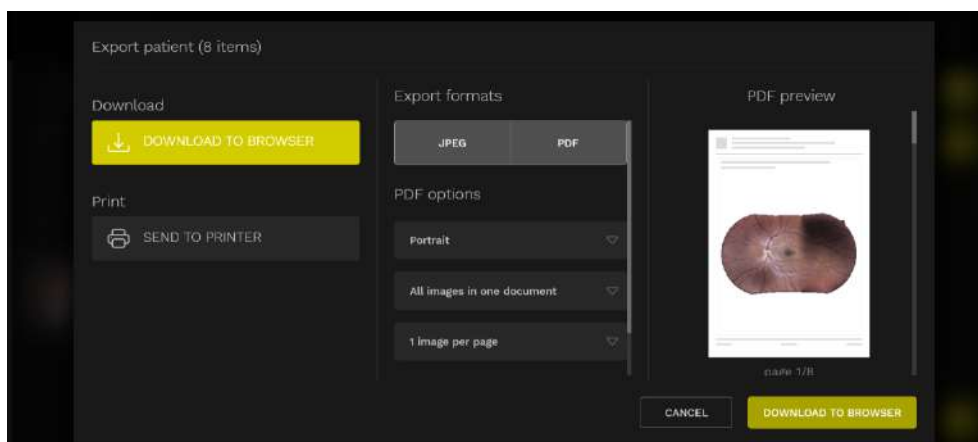 Export patient (8 items)
Download
DOWNLOAD TO BROWSER
Print
SEND TO PRINTER
Export formats
JPEG PDF
PDF options
Portrait
All images in one document
1 image per page
PDF preview
page 1/8
CANCEL DOWNLOAD TO BROWSER